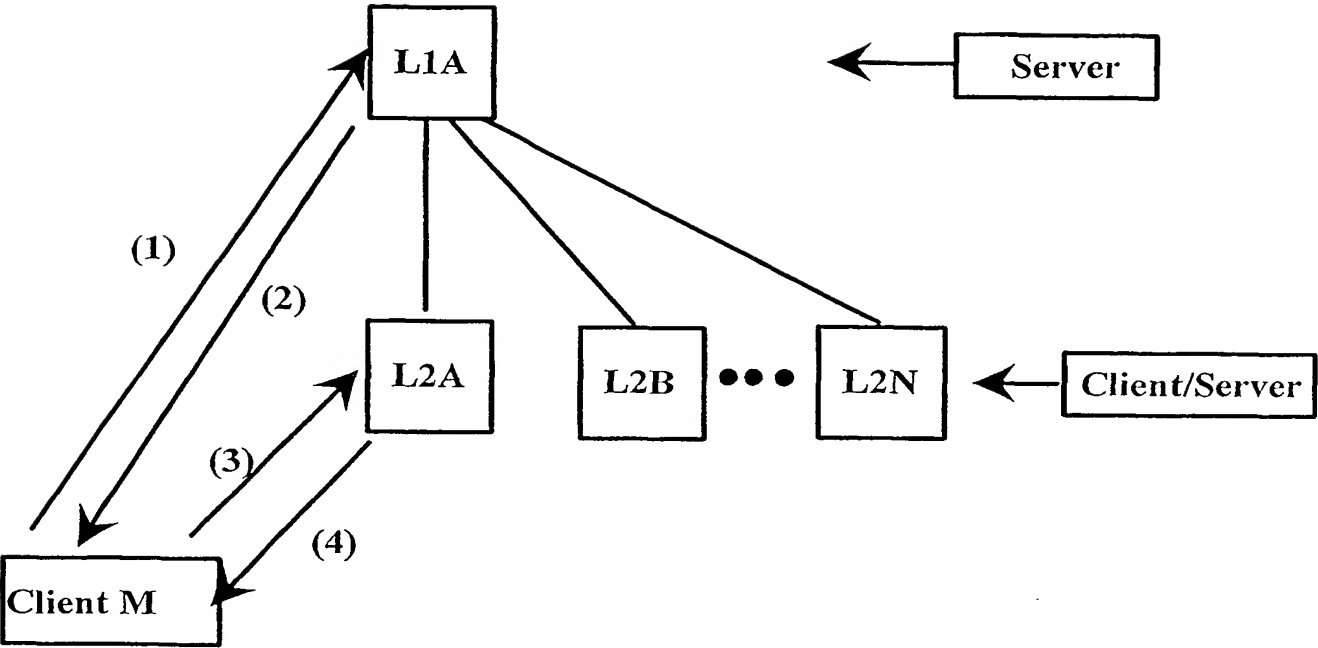 L1A
Server
(1)
(2)
L2A
L2B
L2N
Client/Server
(3)
(4)
Client M